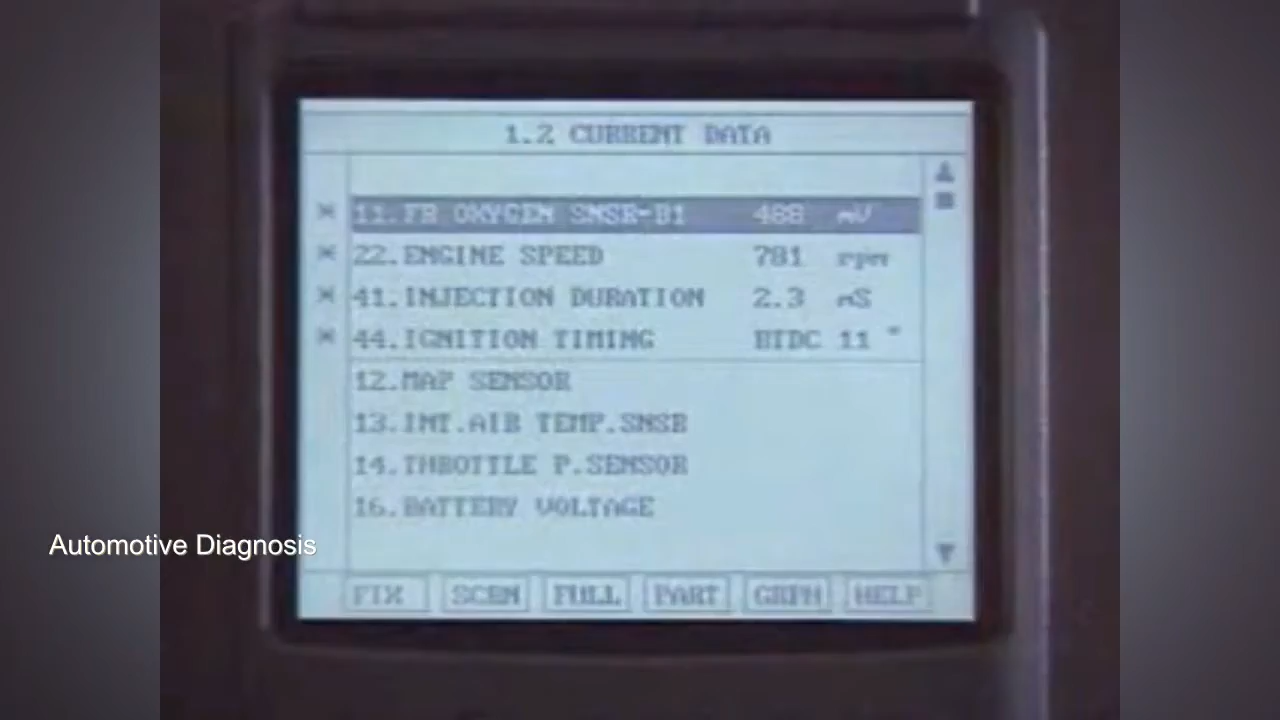 1.2 CURRENT DATA
* 11.FR OXYGEN SNSR-B1 488 mV
* 22.ENGINE SPEED 781 rpm
* 41.INJECTION DURATION 2.3 mS
* 44.IGNITION TIMING BTDC 11 °
12.MAP SENSOR
13.INT.AIR TEMP.SNSR
14.THROTTLE P.SENSOR
16.BATTERY VOLTAGE
Automotive Diagnosis
FIX SCRN FULL PART GRPH HELP